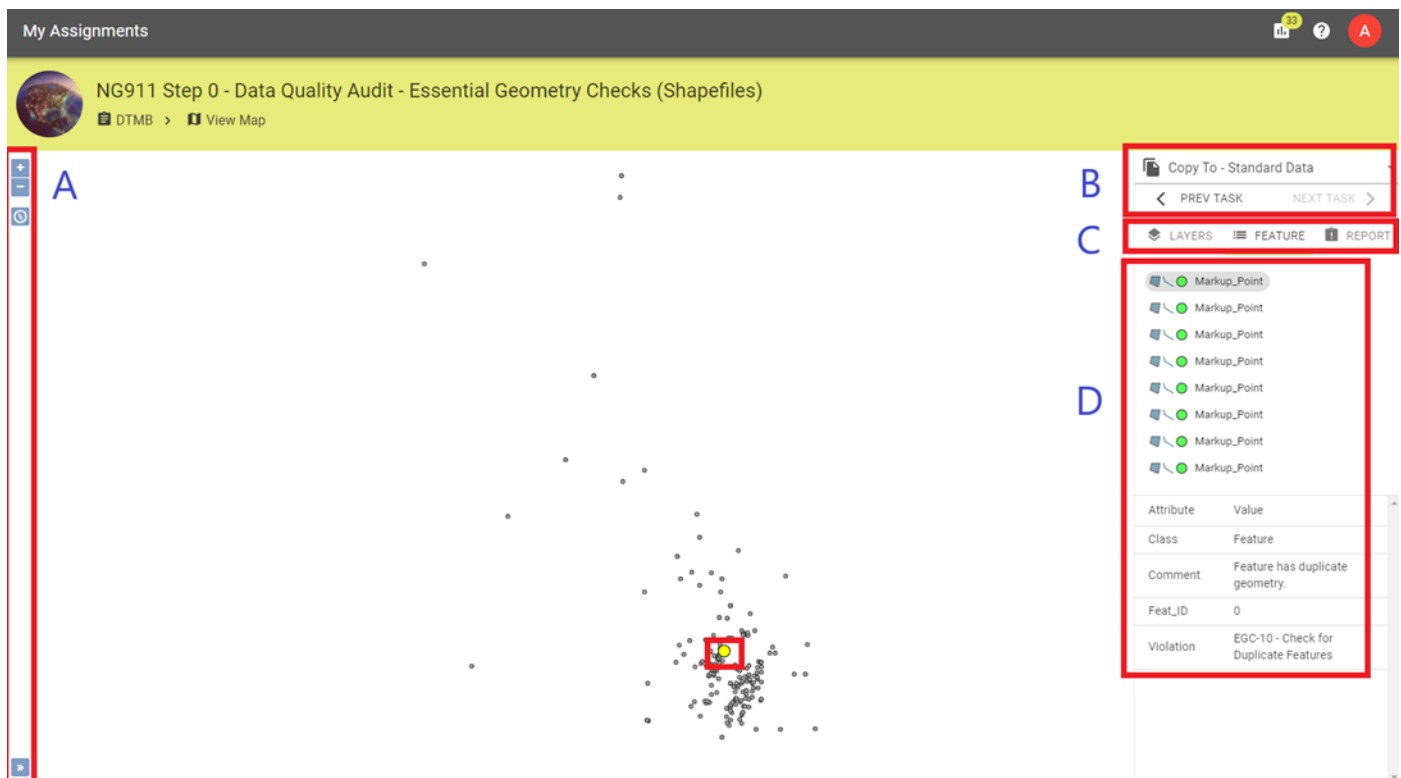 My Assignments
33
A
NG911 Step 0 - Data Quality Audit - Essential Geometry Checks (Shapefiles)
DTMB > View Map
A
B
Copy To - Standard Data
PREV TASK NEXT TASK
C
LAYERS FEATURE REPORT
D
Markup_Point
Markup_Point
Markup_Point
Markup_Point
Markup_Point
Markup_Point
Markup_Point
Markup_Point
Attribute Value
Class Feature
Comment Feature has duplicate
geometry.
Feat_ID 0
Violation EGC-10 - Check for
Duplicate Features